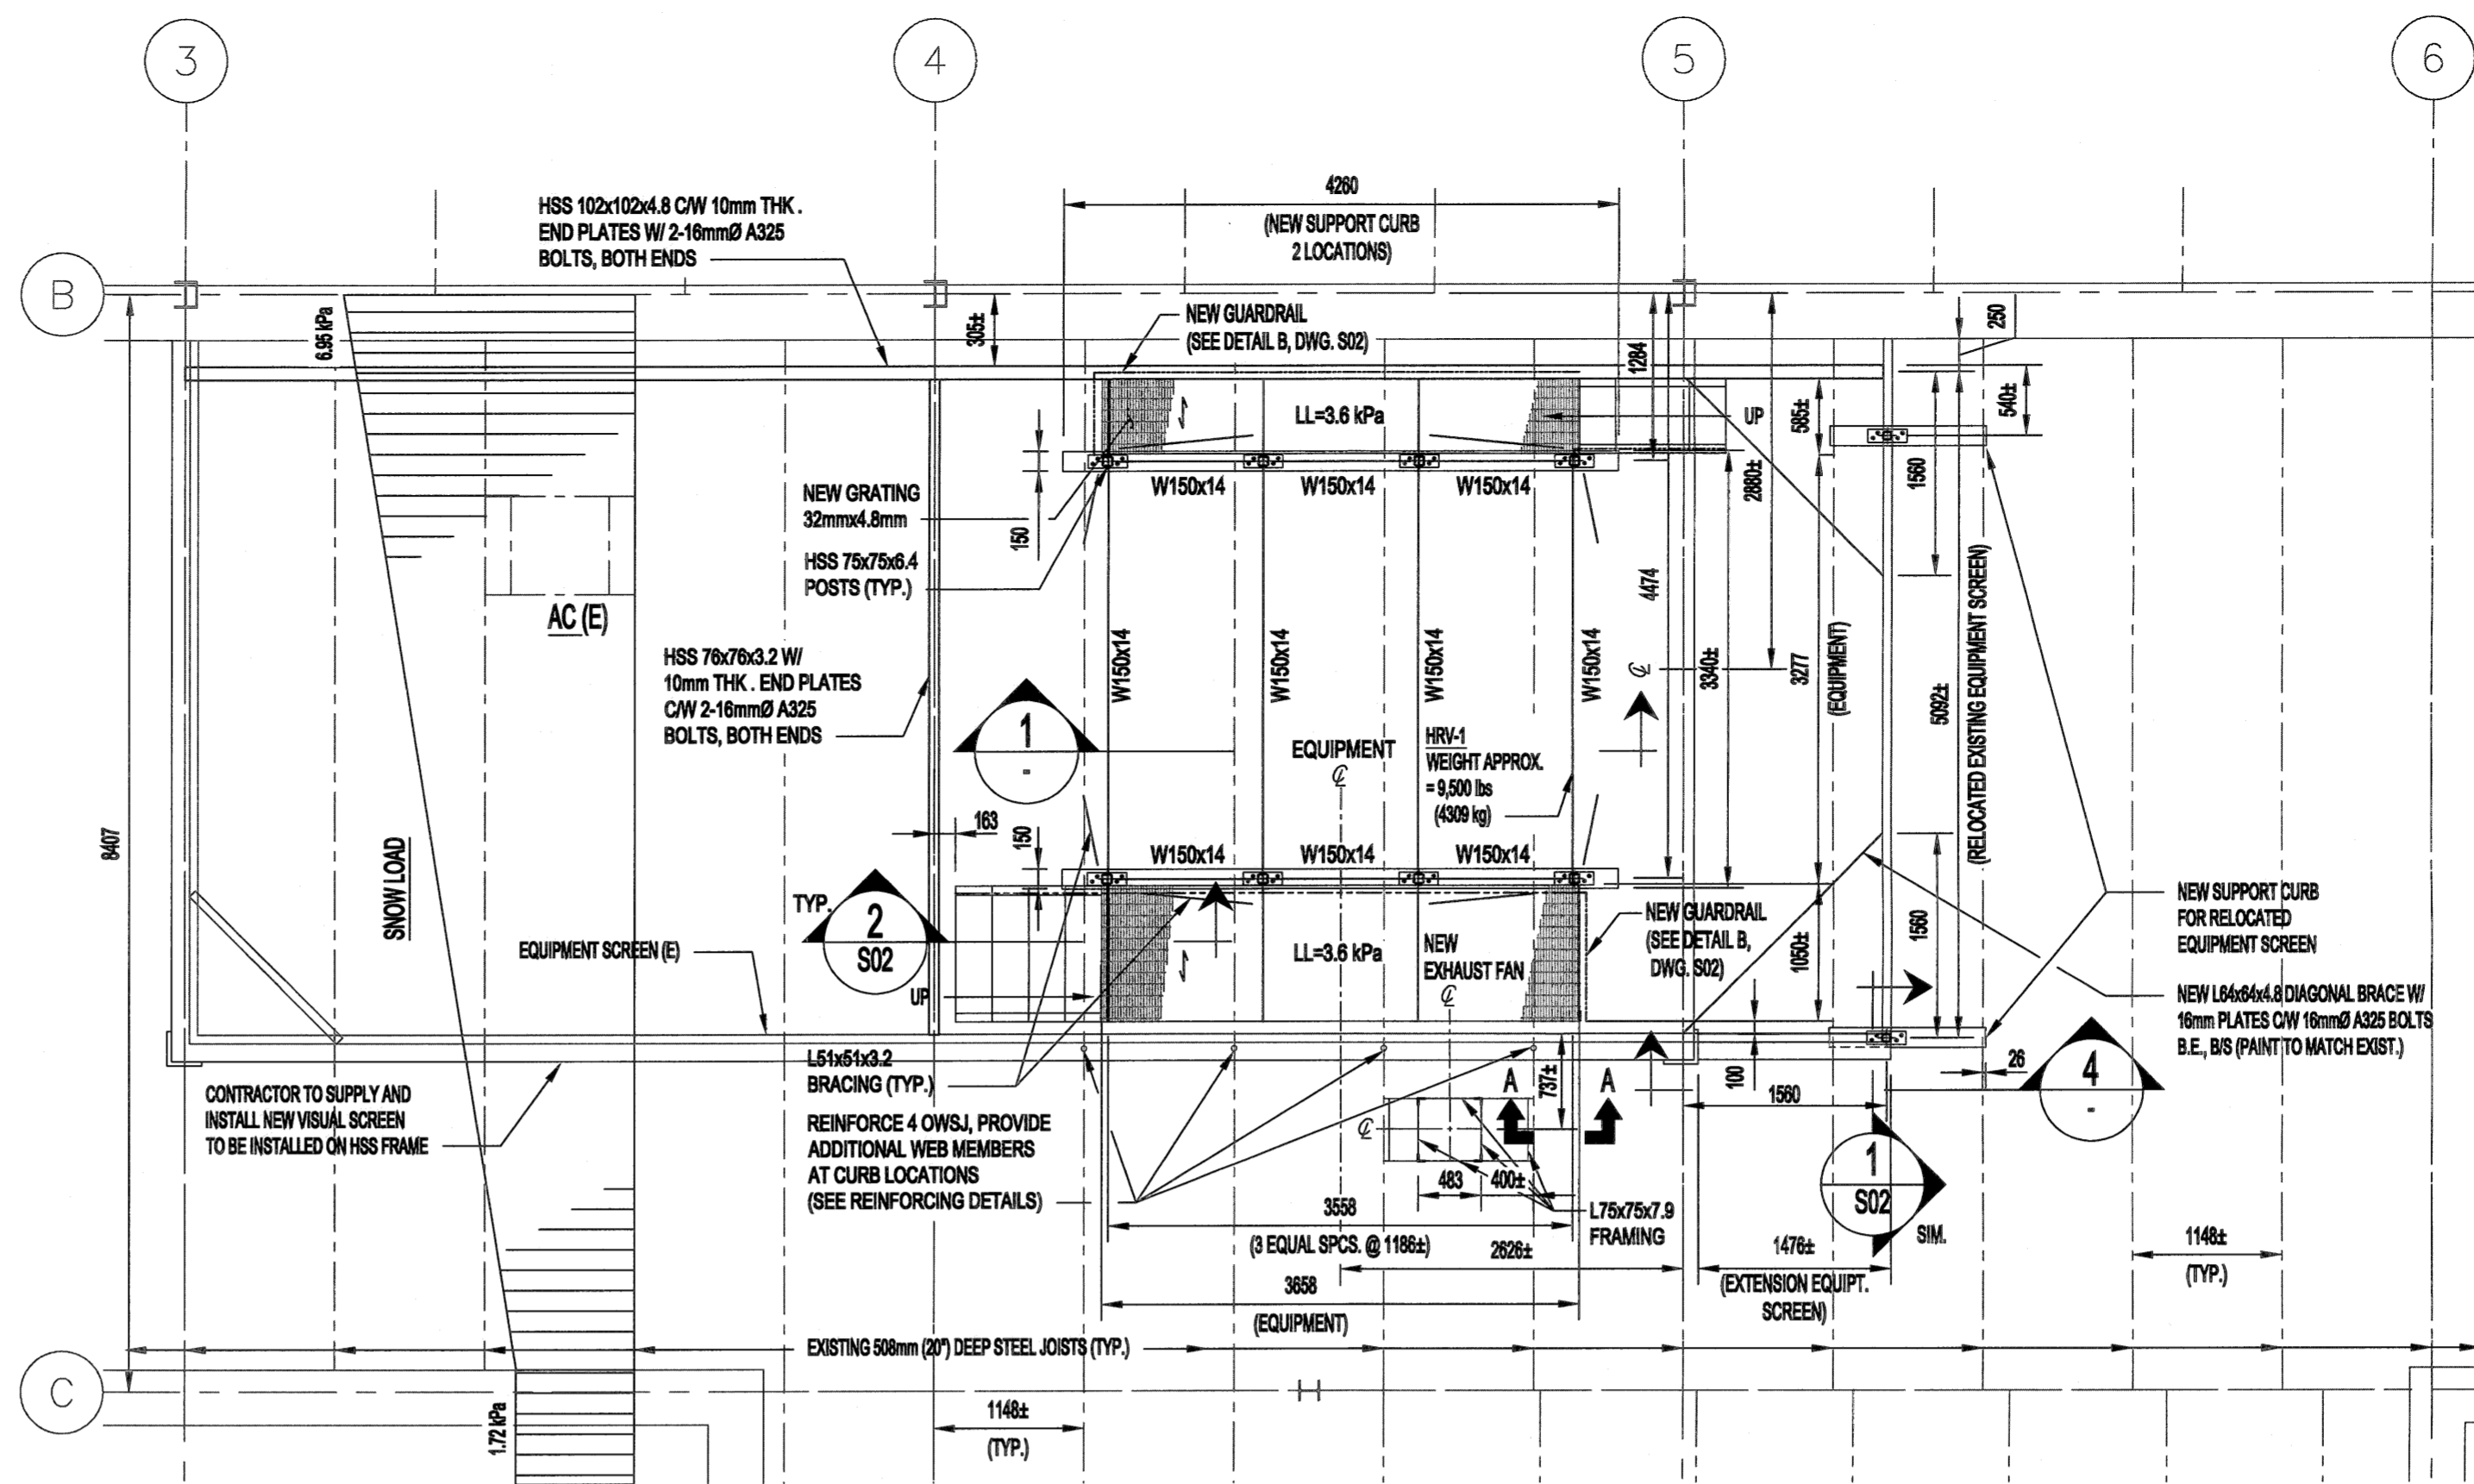 3
4
5
6
B
C
HSS 102x102x4.8 C/W 10mm THK .
END PLATES W/ 2-16mmØ A325
BOLTS, BOTH ENDS
4260
(NEW SUPPORT CURB
2 LOCATIONS)
6.95 kPa
305±
NEW GUARDRAIL
(SEE DETAIL B, DWG. S02)
1284
250
LL=3.6 kPa
UP
585±
540±
1560
2880±
W150x14
W150x14
W150x14
NEW GRATING
32mmx4.8mm
150
HSS 75x75x6.4
POSTS (TYP.)
4474
AC (E)
HSS 76x76x3.2 W/
10mm THK . END PLATES
C/W 2-16mmØ A325
BOLTS, BOTH ENDS
W150x14
W150x14
W150x14
W150x14
3340±
3277
(EQUIPMENT)
5092±
(RELOCATED EXISTING EQUIPMENT SCREEN)
1
-
EQUIPMENT
℄
HRV-1
WEIGHT APPROX.
= 9,500 lbs
(4309 kg)
℄
8407
SNOW LOAD
163
150
W150x14
W150x14
W150x14
TYP.
2
S02
EQUIPMENT SCREEN (E)
UP
LL=3.6 kPa
NEW
EXHAUST FAN
℄
NEW GUARDRAIL
(SEE DETAIL B,
DWG. S02)
1050±
1560
NEW SUPPORT CURB
FOR RELOCATED
EQUIPMENT SCREEN
NEW L64x64x4.8 DIAGONAL BRACE W/
16mm PLATES C/W 16mmØ A325 BOLTS
B.E., B/S (PAINT TO MATCH EXIST.)
L51x51x3.2
BRACING (TYP.)
CONTRACTOR TO SUPPLY AND
INSTALL NEW VISUAL SCREEN
TO BE INSTALLED ON HSS FRAME
REINFORCE 4 OWSJ, PROVIDE
ADDITIONAL WEB MEMBERS
AT CURB LOCATIONS
(SEE REINFORCING DETAILS)
A
A
737±
100
1560
26
4
-
℄
483
400±
L75x75x7.9
FRAMING
1
S02
SIM.
3558
(3 EQUAL SPCS. @ 1186±)
2626±
1476±
(EXTENSION EQUIPT.
SCREEN)
1148±
(TYP.)
3658
(EQUIPMENT)
EXISTING 508mm (20") DEEP STEEL JOISTS (TYP.)
1.72 kPa
1148±
(TYP.)